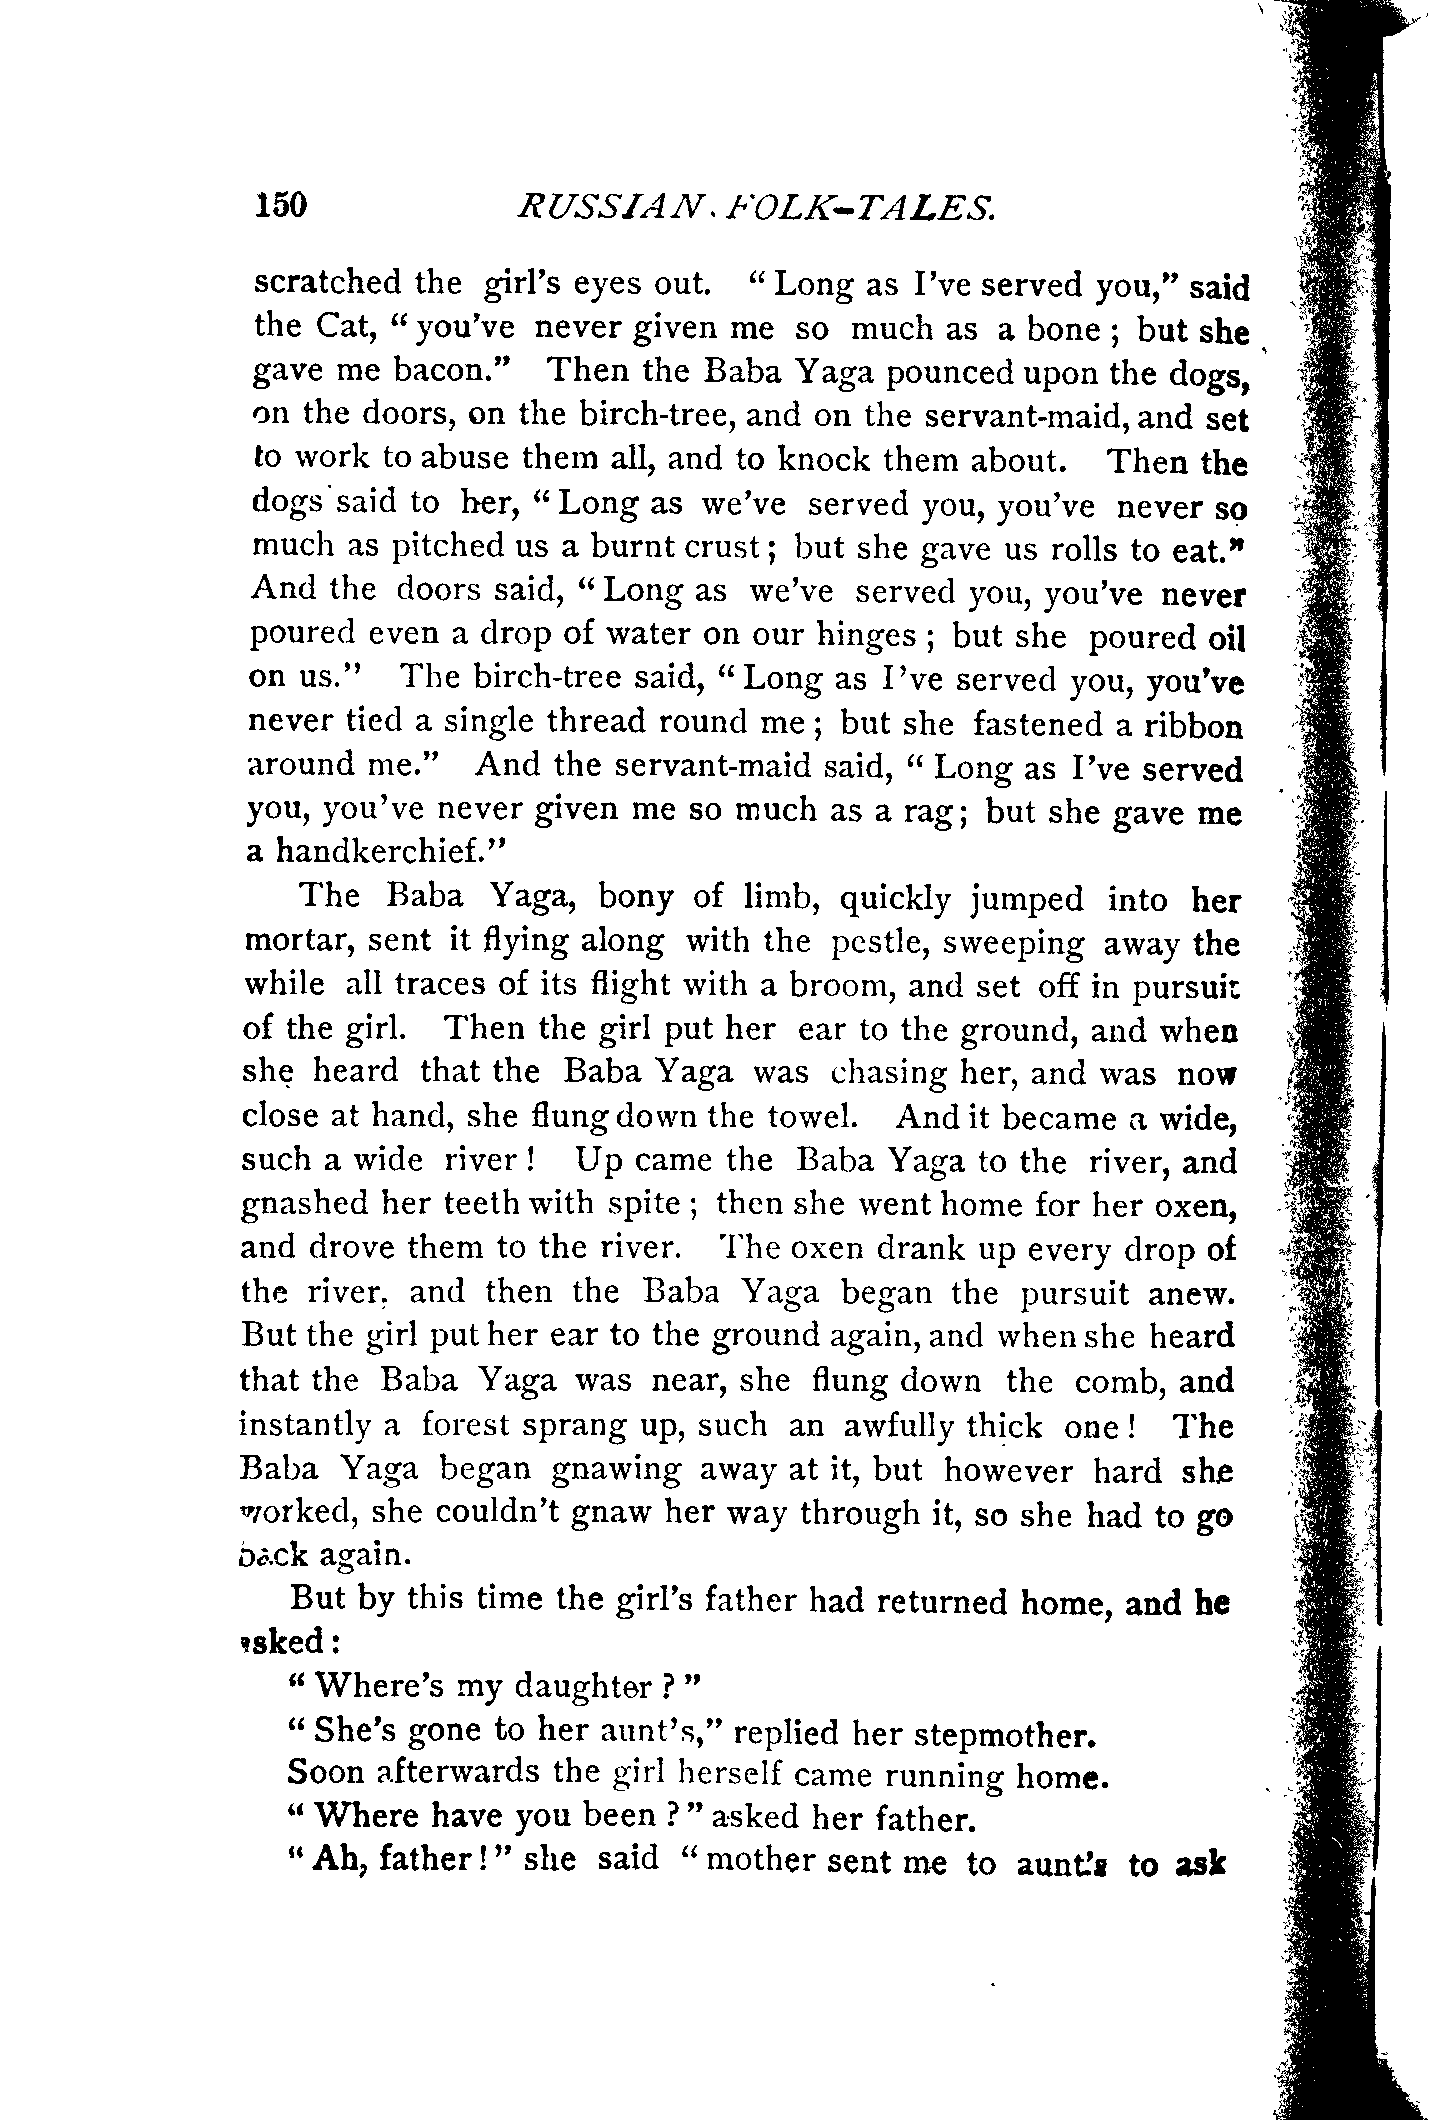 150 RUSSIAN FOLK-TALES.
scratched the girl's eyes out. "Long as I've served you," said
the Cat, "you've never given me so much as a bone; but she
gave me bacon." Then the Baba Yaga pounced upon the dogs,
on the doors, on the birch-tree, and on the servant-maid, and set
to work to abuse them all, and to knock them about. Then the
dogs said to her, "Long as we've served you, you've never so
much as pitched us a burnt crust; but she gave us rolls to eat."
And the doors said, "Long as we've served you, you've never
poured even a drop of water on our hinges; but she poured oil
on us." The birch-tree said, "Long as I've served you, you've
never tied a single thread round me; but she fastened a ribbon
around me." And the servant-maid said, "Long as I've served
you, you've never given me so much as a rag; but she gave me
a handkerchief."
The Baba Yaga, bony of limb, quickly jumped into her
mortar, sent it flying along with the pestle, sweeping away the
while all traces of its flight with a broom, and set off in pursuit
of the girl. Then the girl put her ear to the ground, and when
she heard that the Baba Yaga was chasing her, and was now
close at hand, she flung down the towel. And it became a wide,
such a wide river! Up came the Baba Yaga to the river, and
gnashed her teeth with spite; then she went home for her oxen,
and drove them to the river. The oxen drank up every drop of
the river, and then the Baba Yaga began the pursuit anew.
But the girl put her ear to the ground again, and when she heard
that the Baba Yaga was near, she flung down the comb, and
instantly a forest sprang up, such an awfully thick one! The
Baba Yaga began gnawing away at it, but however hard she
worked, she couldn't gnaw her way through it, so she had to go
back again.
But by this time the girl's father had returned home, and he
asked:
"Where's my daughter?"
"She's gone to her aunt's," replied her stepmother.
Soon afterwards the girl herself came running home.
"Where have you been?" asked her father.
"Ah, father!" she said "mother sent me to aunt's to ask